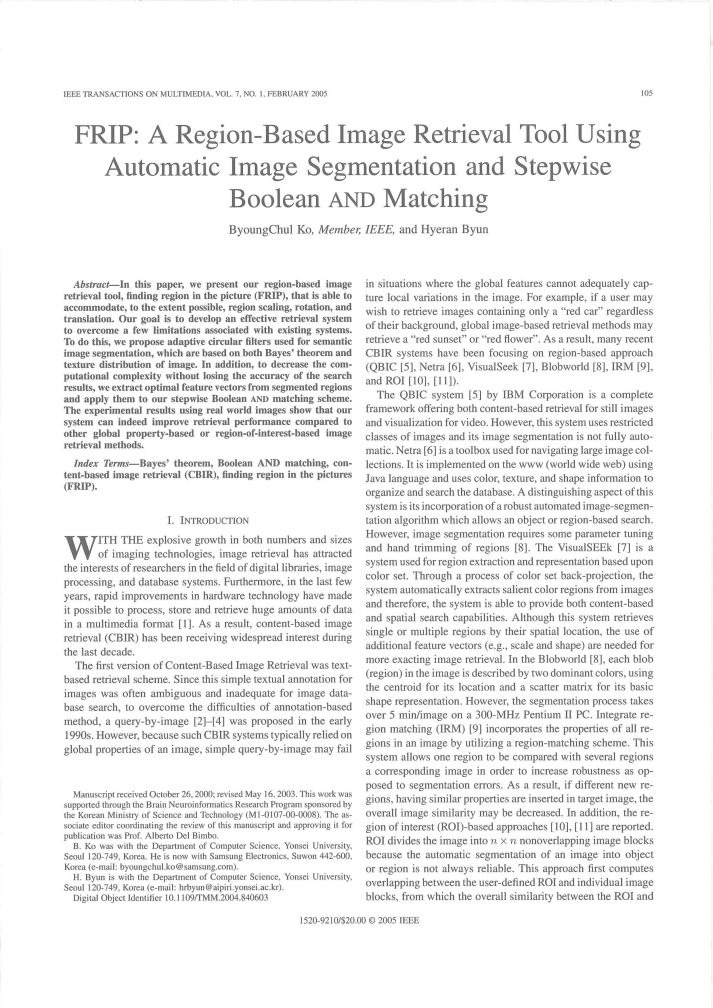 IEEE TRANSACTIONS ON MULTIMEDIA, VOL. 7, NO. 1, FEBRUARY 2005
105
FRIP: A Region-Based Image Retrieval Tool Using
Automatic Image Segmentation and Stepwise
Boolean AND Matching
ByoungChul Ko, Member, IEEE, and Hyeran Byun
Abstract—In this paper, we present our region-based image
retrieval tool, finding region in the picture (FRIP), that is able to
accommodate, to the extent possible, region scaling, rotation, and
translation. Our goal is to develop an effective retrieval system
to overcome a few limitations associated with existing systems.
To do this, we propose adaptive circular filters used for semantic
image segmentation, which are based on both Bayes' theorem and
texture distribution of image. In addition, to decrease the com-
putational complexity without losing the accuracy of the search
results, we extract optimal feature vectors from segmented regions
and apply them to our stepwise Boolean AND matching scheme.
The experimental results using real world images show that our
system can indeed improve retrieval performance compared to
other global property-based or region-of-interest-based image
retrieval methods.
Index Terms—Bayes' theorem, Boolean AND matching, con-
tent-based image retrieval (CBIR), finding region in the pictures
(FRIP).
I. INTRODUCTION
WITH THE explosive growth in both numbers and sizes
of imaging technologies, image retrieval has attracted
the interests of researchers in the field of digital libraries, image
processing, and database systems. Furthermore, in the last few
years, rapid improvements in hardware technology have made
it possible to process, store and retrieve huge amounts of data
in a multimedia format [1]. As a result, content-based image
retrieval (CBIR) has been receiving widespread interest during
the last decade.
The first version of Content-Based Image Retrieval was text-
based retrieval scheme. Since this simple textual annotation for
images was often ambiguous and inadequate for image data-
base search, to overcome the difficulties of annotation-based
method, a query-by-image [2]–[4] was proposed in the early
1990s. However, because such CBIR systems typically relied on
global properties of an image, simple query-by-image may fail
Manuscript received October 26, 2000; revised May 16, 2003. This work was
supported through the Brain Neuroinformatics Research Program sponsored by
the Korean Ministry of Science and Technology (M1-0107-00-0008). The as-
sociate editor coordinating the review of this manuscript and approving it for
publication was Prof. Alberto Del Bimbo.
B. Ko was with the Department of Computer Science, Yonsei University,
Seoul 120-749, Korea. He is now with Samsung Electronics, Suwon 442-600,
Korea (e-mail: byoungchul.ko@samsung.com).
H. Byun is with the Department of Computer Science, Yonsei University,
Seoul 120-749, Korea (e-mail: hrbyun@aipiri.yonsei.ac.kr).
Digital Object Identifier 10.1109/TMM.2004.840603
in situations where the global features cannot adequately cap-
ture local variations in the image. For example, if a user may
wish to retrieve images containing only a "red car" regardless
of their background, global image-based retrieval methods may
retrieve a "red sunset" or "red flower". As a result, many recent
CBIR systems have been focusing on region-based approach
(QBIC [5], Netra [6], VisualSeek [7], Blobworld [8], IRM [9],
and ROI [10], [11]).
The QBIC system [5] by IBM Corporation is a complete
framework offering both content-based retrieval for still images
and visualization for video. However, this system uses restricted
classes of images and its image segmentation is not fully auto-
matic. Netra [6] is a toolbox used for navigating large image col-
lections. It is implemented on the www (world wide web) using
Java language and uses color, texture, and shape information to
organize and search the database. A distinguishing aspect of this
system is its incorporation of a robust automated image-segmen-
tation algorithm which allows an object or region-based search.
However, image segmentation requires some parameter tuning
and hand trimming of regions [8]. The VisualSEEk [7] is a
system used for region extraction and representation based upon
color set. Through a process of color set back-projection, the
system automatically extracts salient color regions from images
and therefore, the system is able to provide both content-based
and spatial search capabilities. Although this system retrieves
single or multiple regions by their spatial location, the use of
additional feature vectors (e.g., scale and shape) are needed for
more exacting image retrieval. In the Blobworld [8], each blob
(region) in the image is described by two dominant colors, using
the centroid for its location and a scatter matrix for its basic
shape representation. However, the segmentation process takes
over 5 min/image on a 300-MHz Pentium II PC. Integrate re-
gion matching (IRM) [9] incorporates the properties of all re-
gions in an image by utilizing a region-matching scheme. This
system allows one region to be compared with several regions
a corresponding image in order to increase robustness as op-
posed to segmentation errors. As a result, if different new re-
gions, having similar properties are inserted in target image, the
overall image similarity may be decreased. In addition, the re-
gion of interest (ROI)-based approaches [10], [11] are reported.
ROI divides the image into n × n nonoverlapping image blocks
because the automatic segmentation of an image into object
or region is not always reliable. This approach first computes
overlapping between the user-defined ROI and individual image
blocks, from which the overall similarity between the ROI and
1520-9210/$20.00 © 2005 IEEE